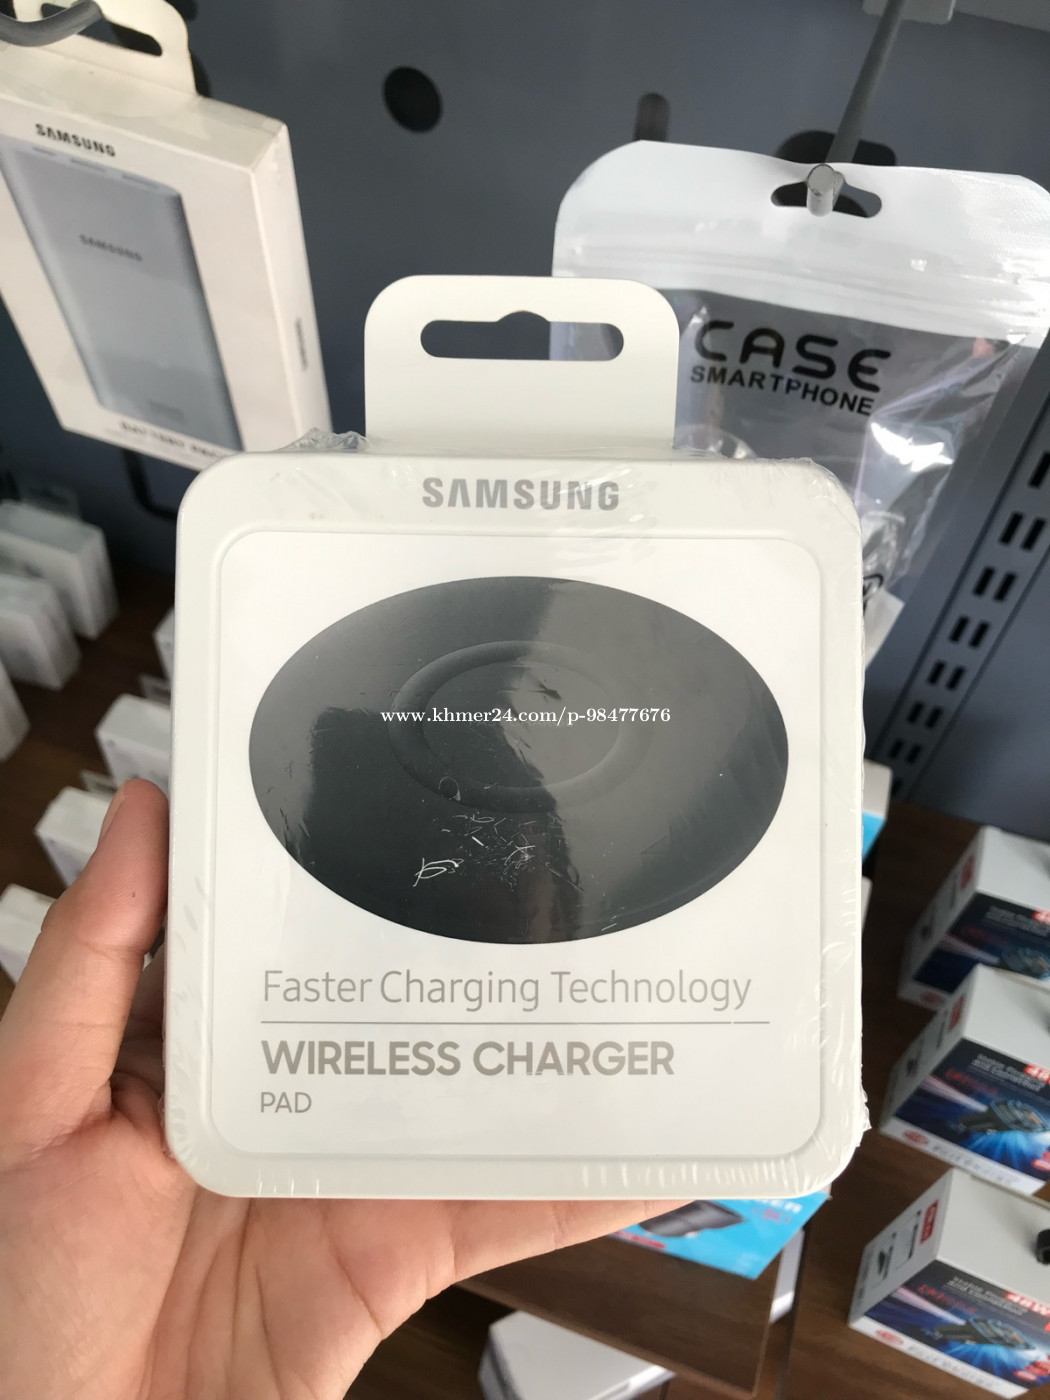 SAMSUNG
SAMSUNG
CASE
SMARTPHONE
SAMSUNG
www.khmer24.com/p-98477676
Faster Charging Technology
WIRELESS CHARGER
PAD